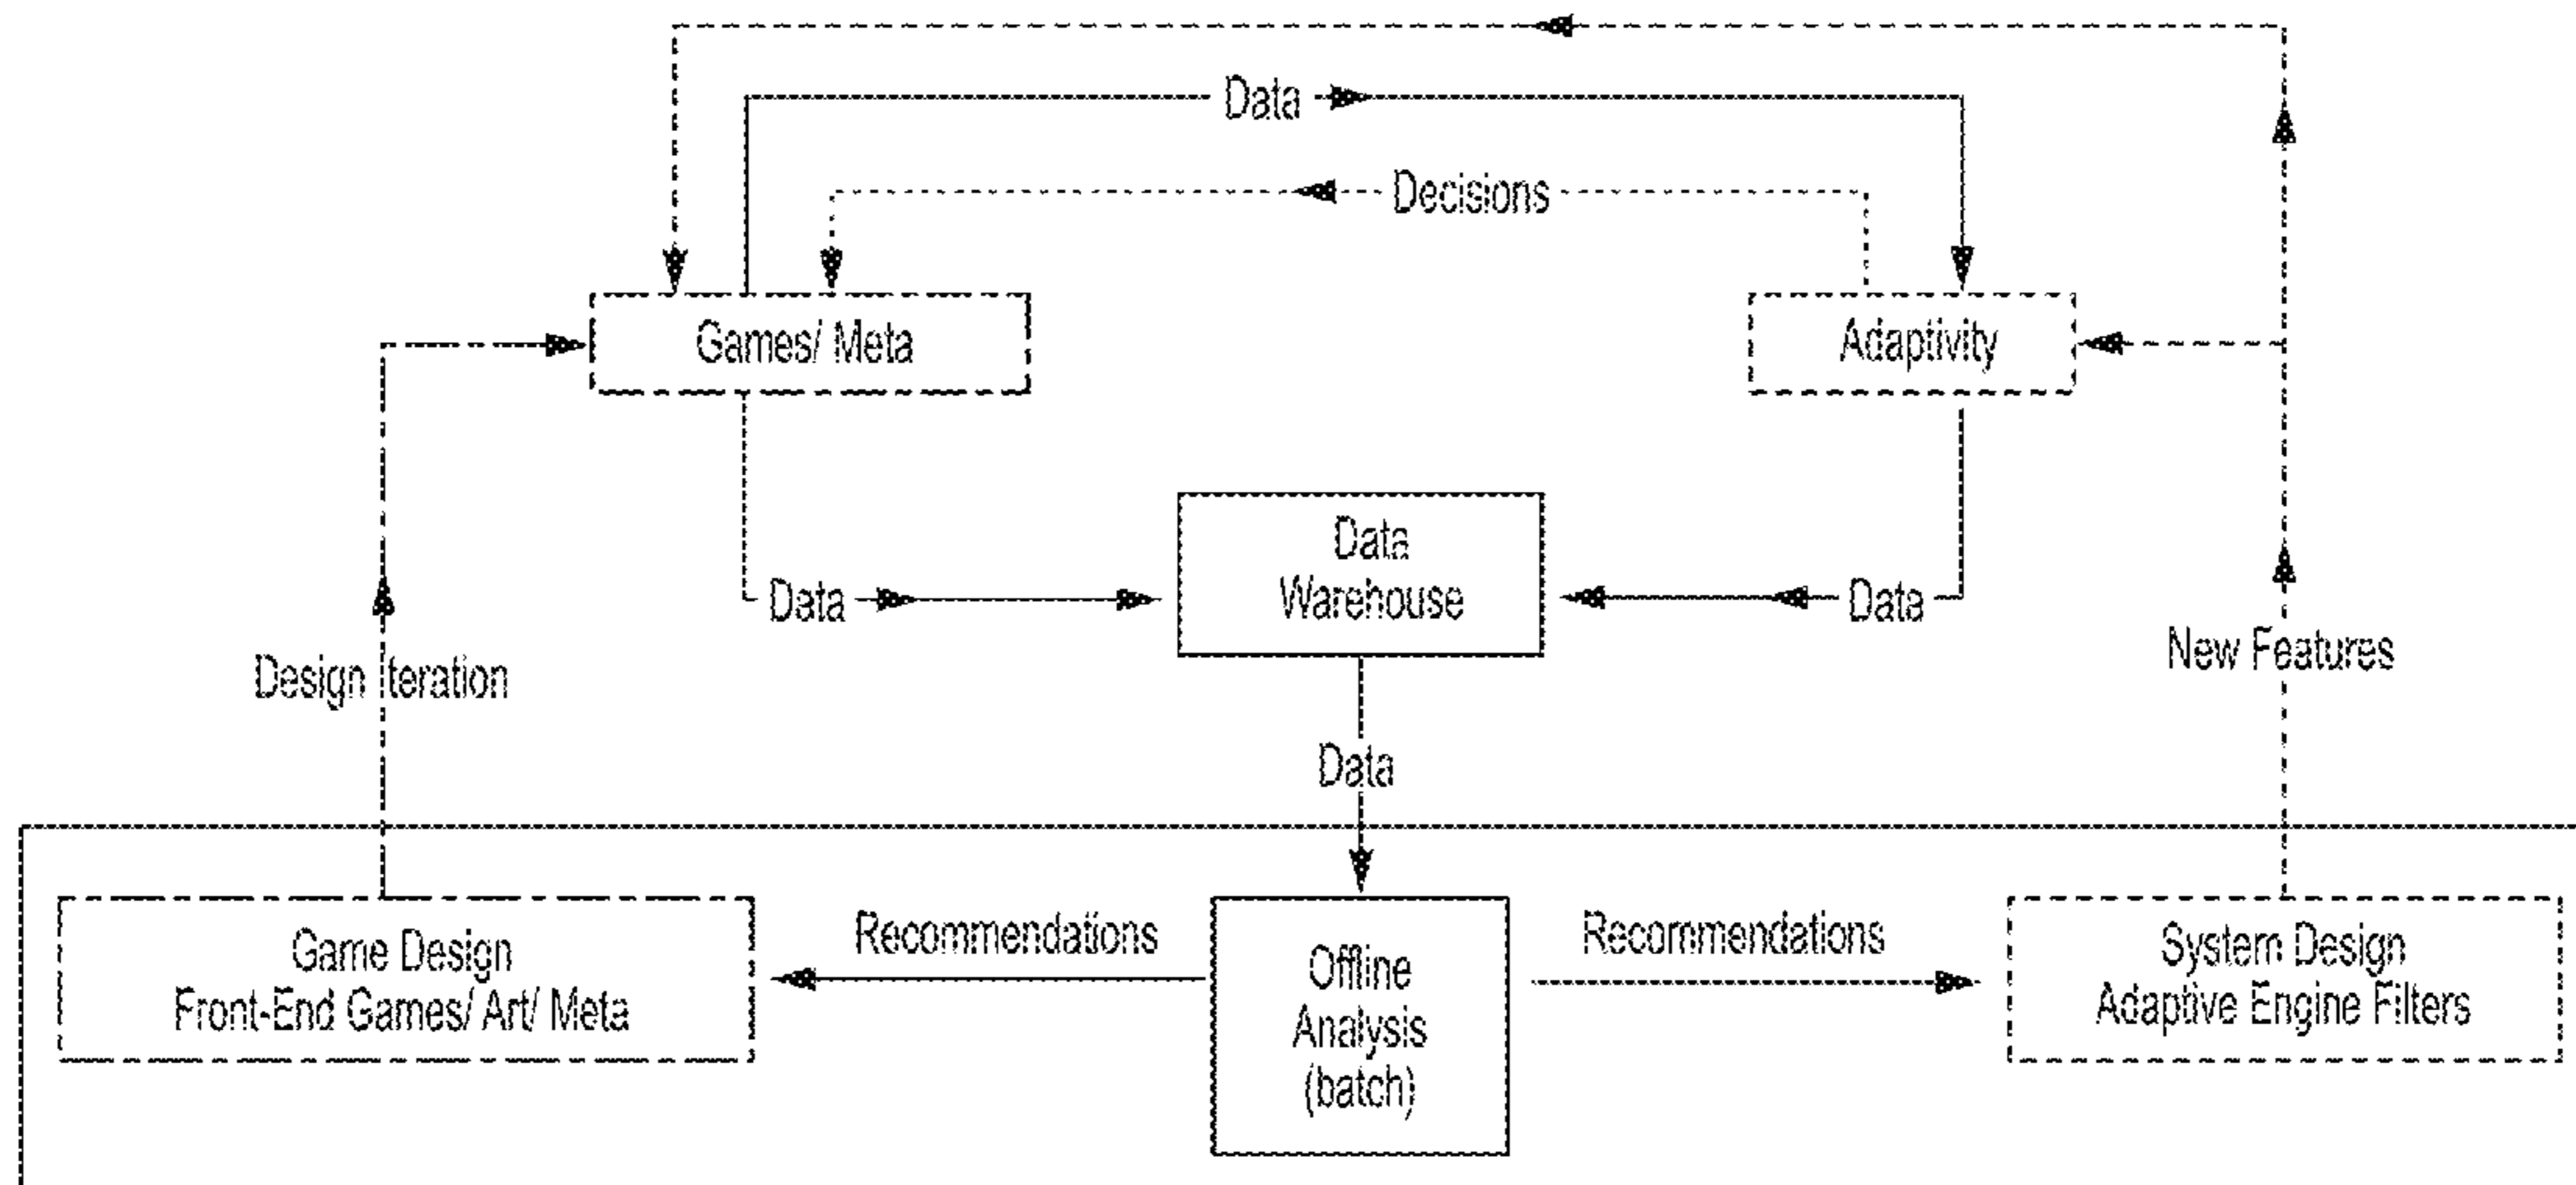 Data
Decisions
Games/ Meta
Adaptivity
Data
Warehouse
Data
Data
Design Iteration
New Features
Data
Game Design
Front-End Games/ Art/ Meta
Recommendations
Offline
Analysis
(batch)
Recommendations
System Design
Adaptive Engine Filters